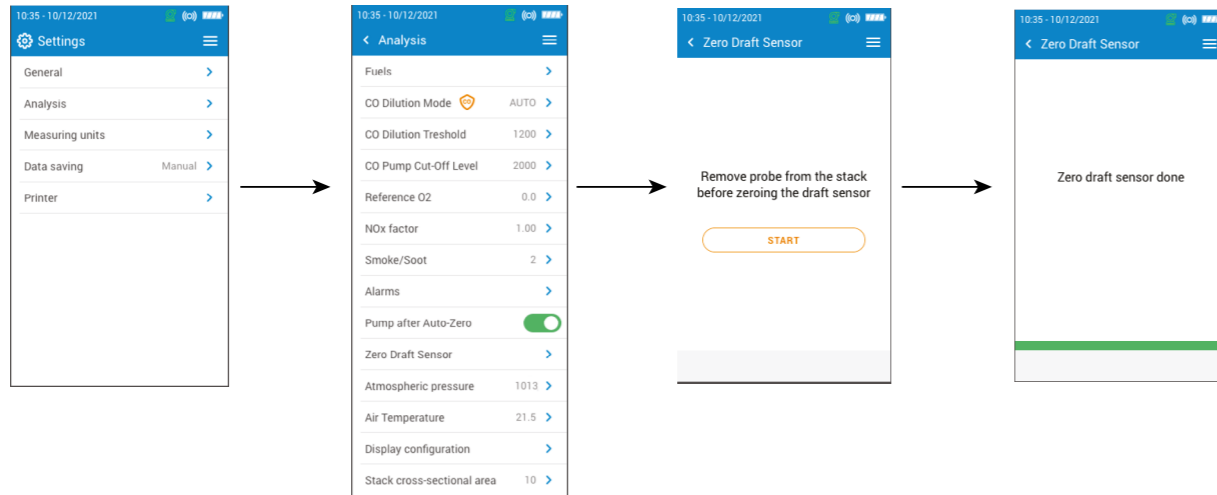 10:35 - 10/12/2021
Settings
General
Analysis
Measuring units
Data saving Manual
Printer
10:35 - 10/12/2021
Analysis
Fuels
CO Dilution Mode CO AUTO
CO Dilution Treshold 1200
CO Pump Cut-Off Level 2000
Reference O2 0.0
NOx factor 1.00
Smoke/Soot 2
Alarms
Pump after Auto-Zero
Zero Draft Sensor
Atmospheric pressure 1013
Air Temperature 21.5
Display configuration
Stack cross-sectional area 10
10:35 - 10/12/2021
Zero Draft Sensor
Remove probe from the stack
before zeroing the draft sensor
START
10:35 - 10/12/2021
Zero Draft Sensor
Zero draft sensor done